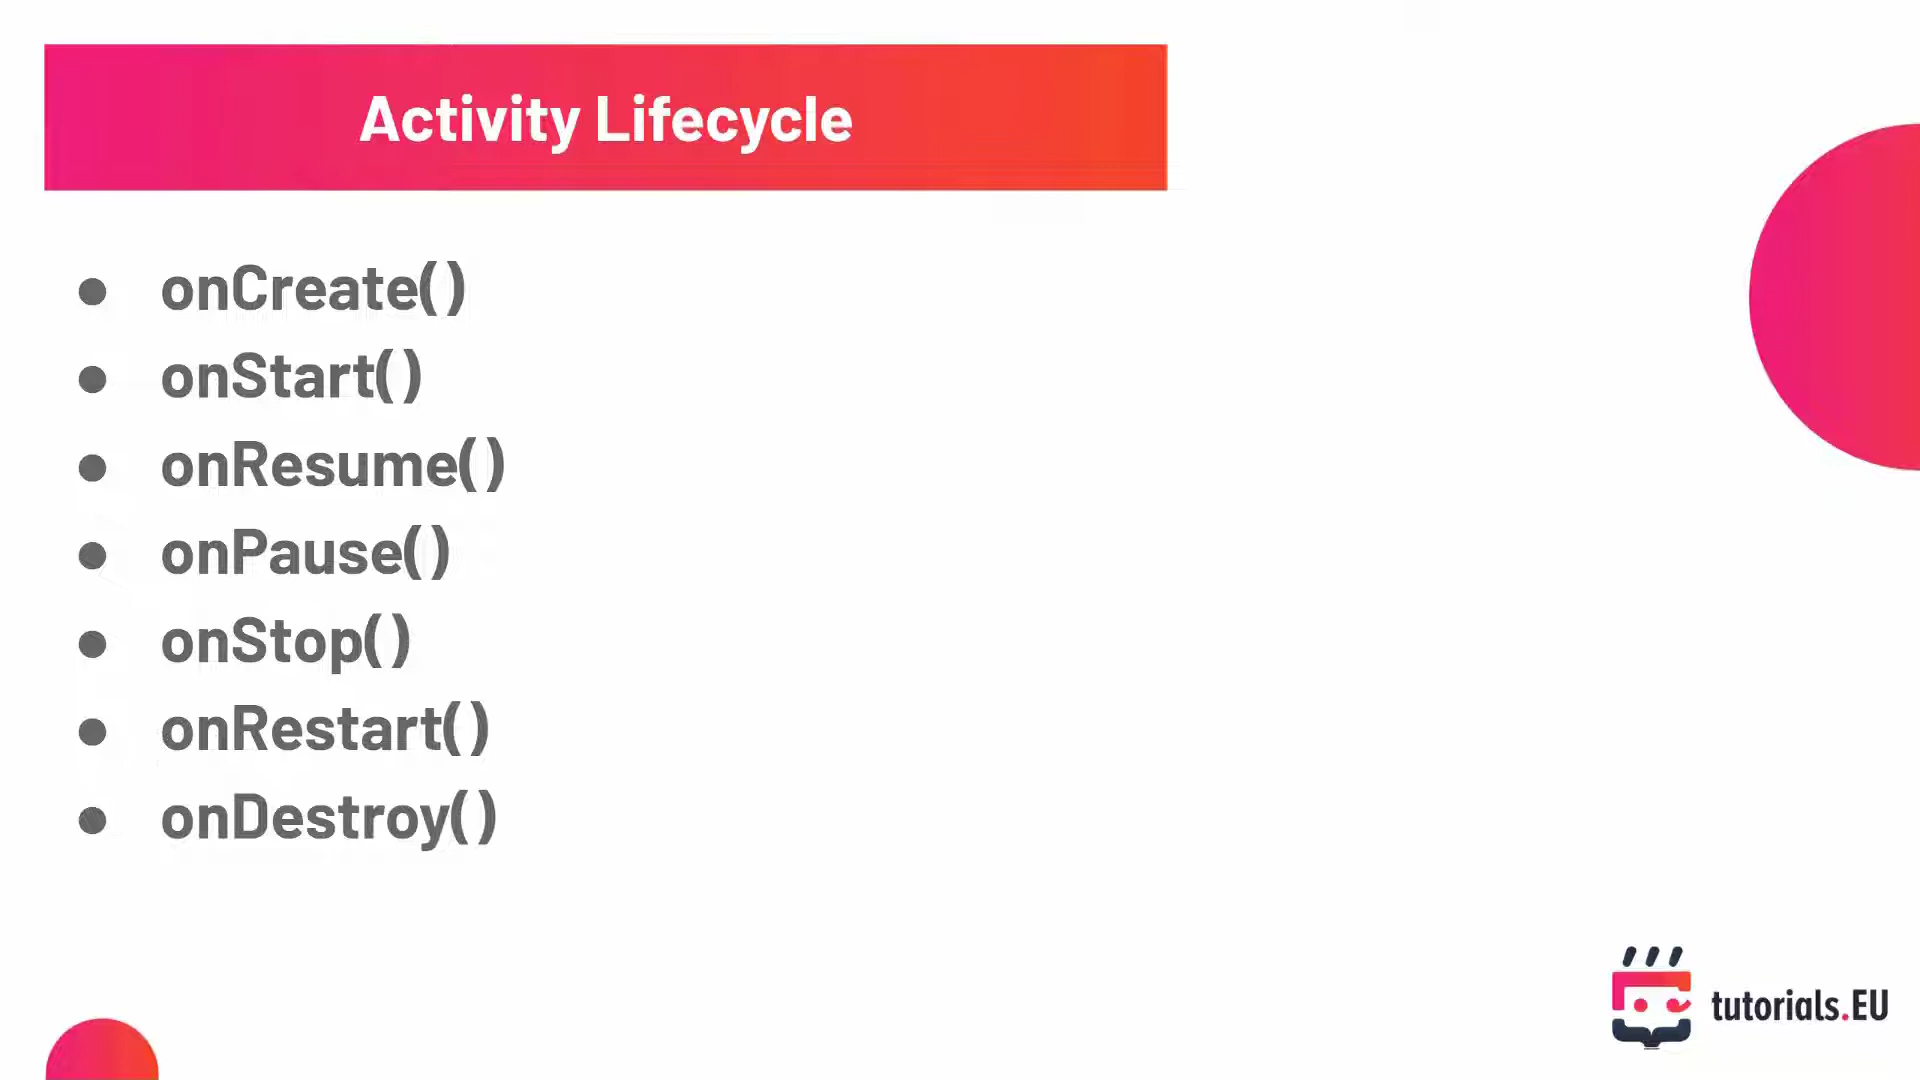 Activity Lifecycle
● onCreate()
● onStart()
● onResume()
● onPause()
● onStop()
● onRestart()
● onDestroy()
tutorials.EU